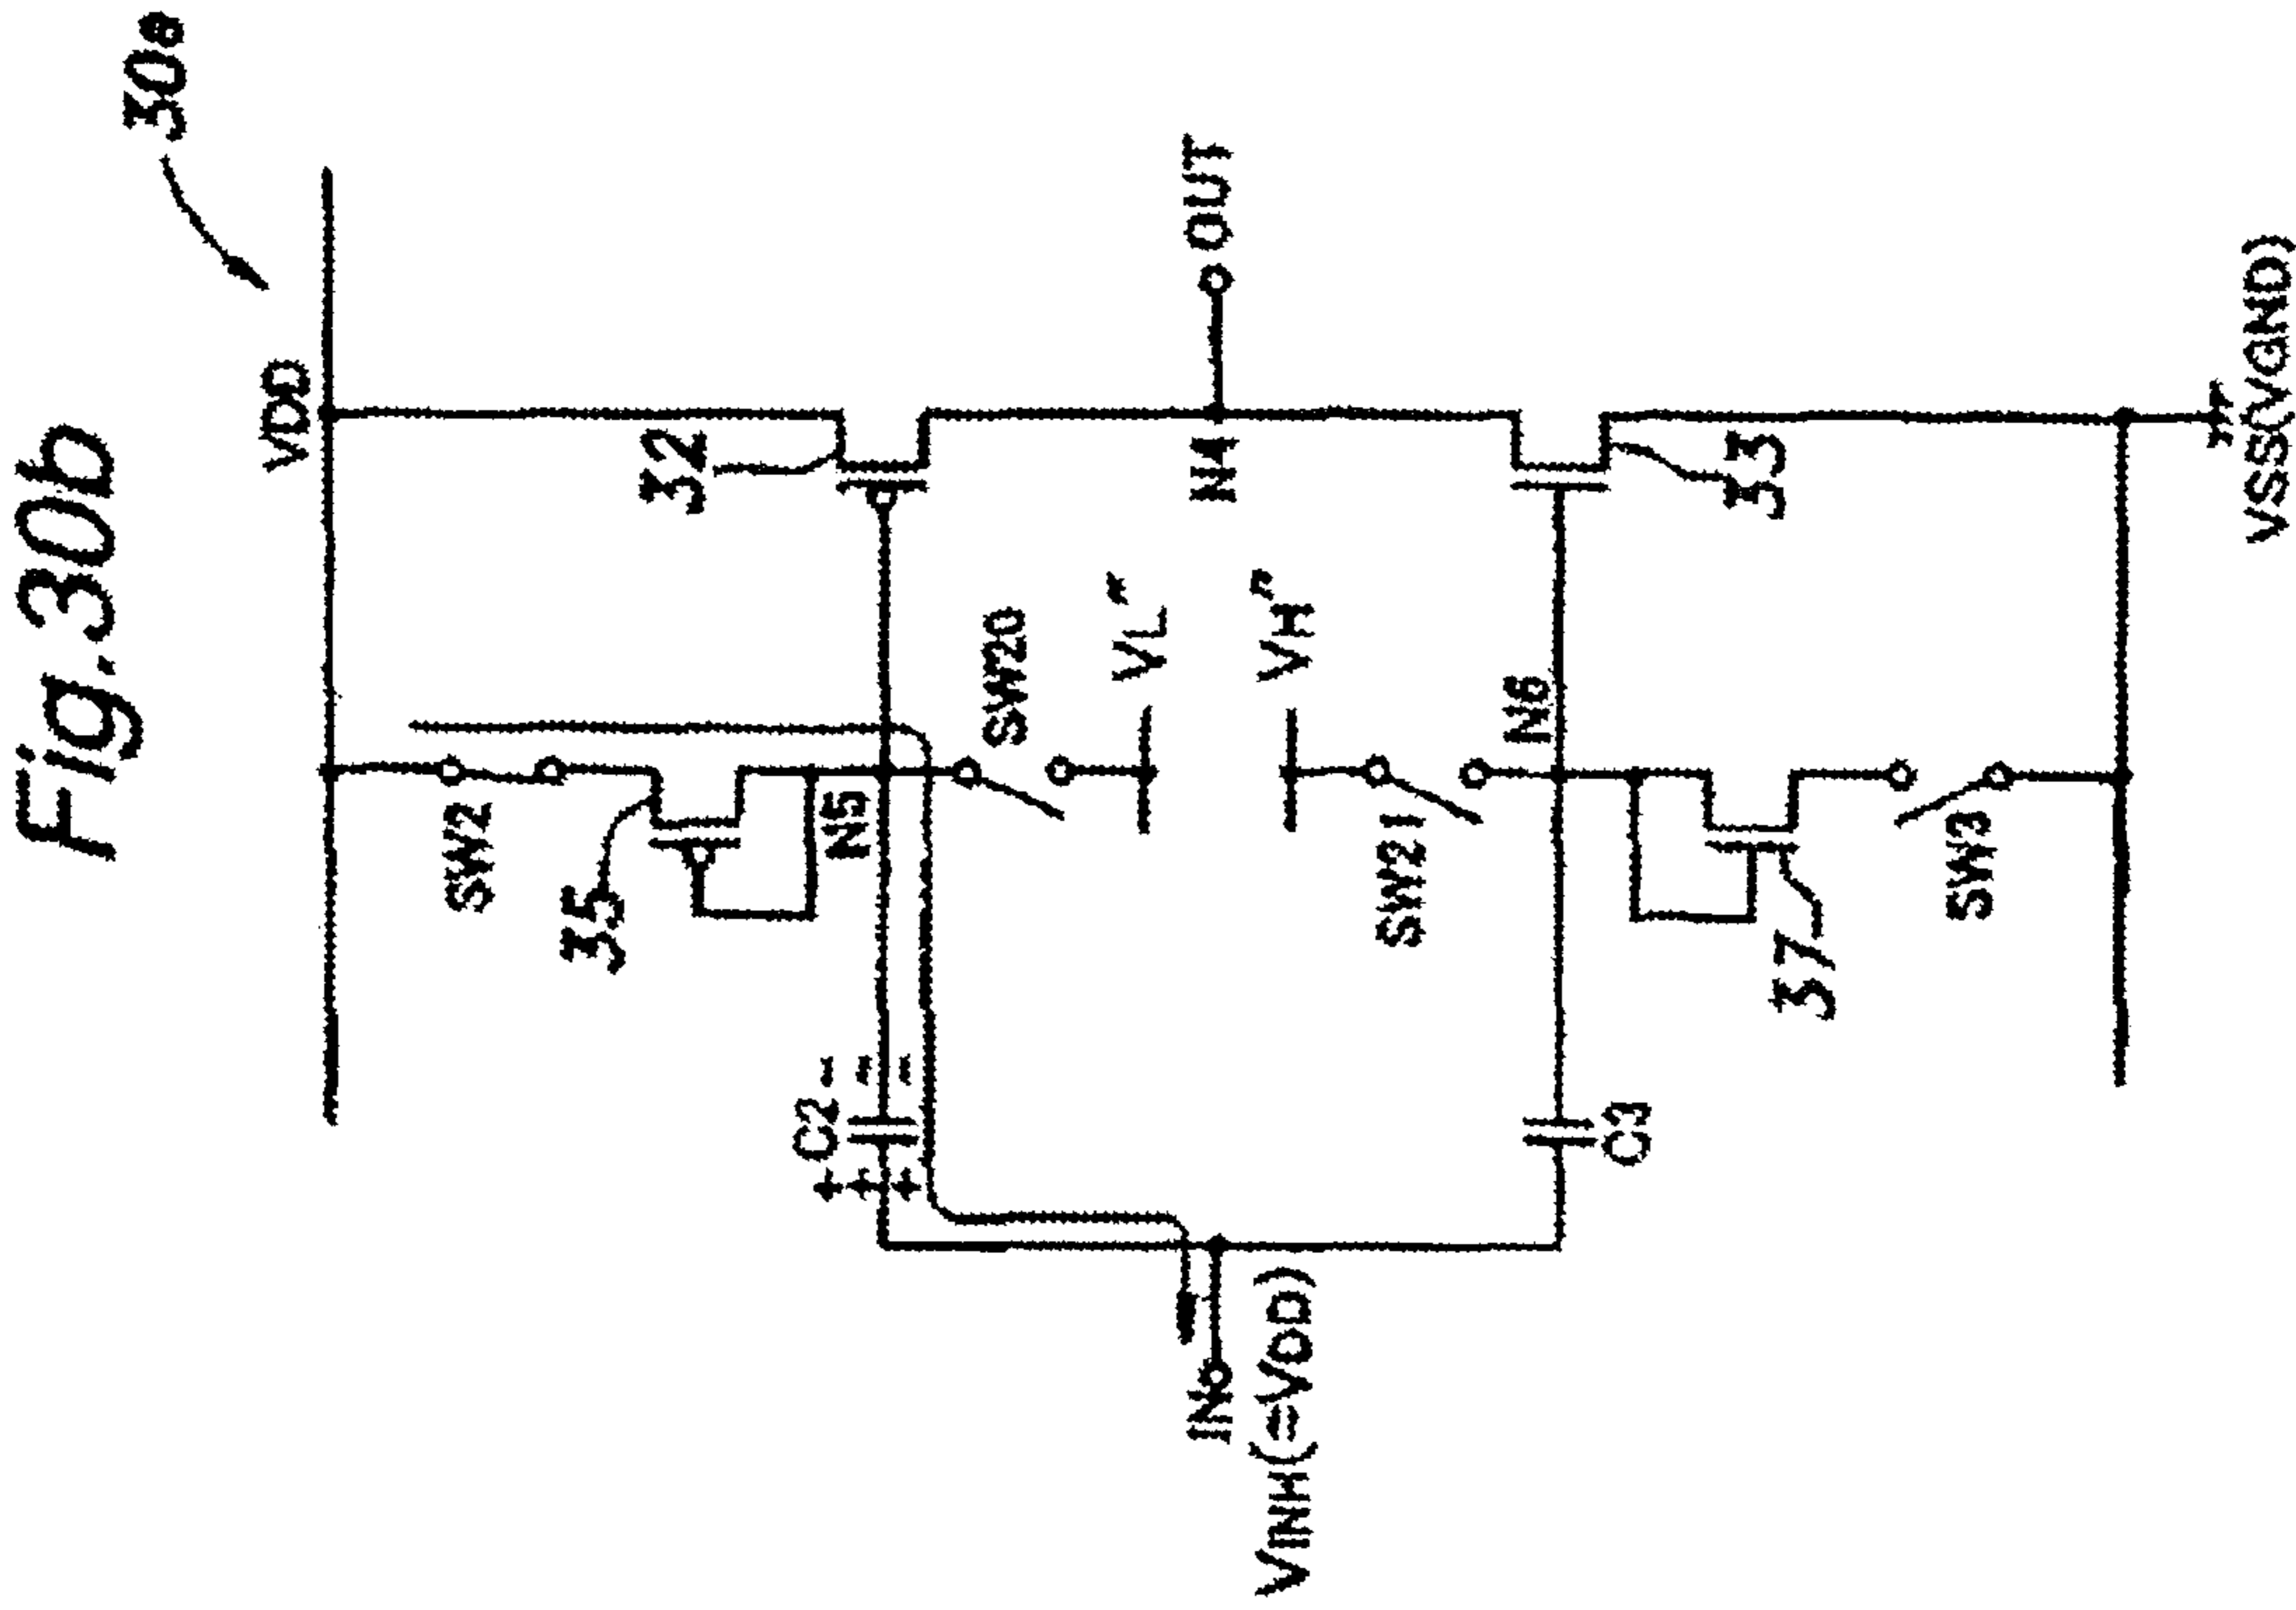 Fig. 30b
30a
VDD
SW2
35
32
N5
C2
+ -
+ -
+ -
SW20
VL"
N4
OUT
IN
VINH(=VDD)
VH"
SW21
N6
C3
33
37
SW3
VSS(VGND)